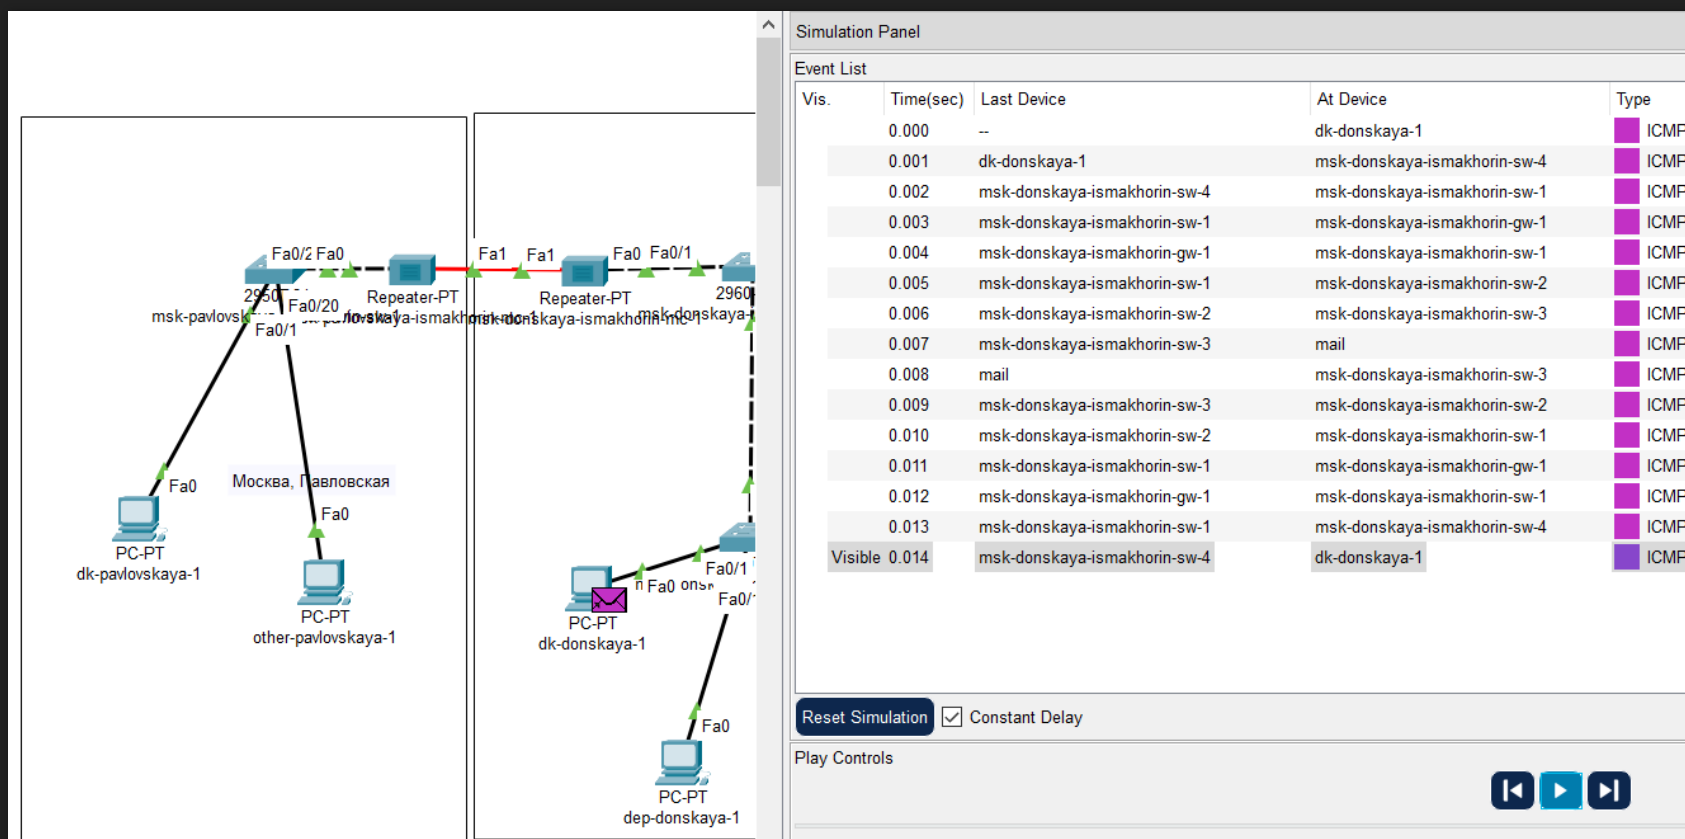 Simulation Panel
Event List
Vis. Time(sec) Last Device At Device Type
0.000 -- dk-donskaya-1 ICMP
0.001 dk-donskaya-1 msk-donskaya-ismakhorin-sw-4 ICMP
0.002 msk-donskaya-ismakhorin-sw-4 msk-donskaya-ismakhorin-sw-1 ICMP
0.003 msk-donskaya-ismakhorin-sw-1 msk-donskaya-ismakhorin-gw-1 ICMP
0.004 msk-donskaya-ismakhorin-gw-1 msk-donskaya-ismakhorin-sw-1 ICMP
0.005 msk-donskaya-ismakhorin-sw-1 msk-donskaya-ismakhorin-sw-2 ICMP
0.006 msk-donskaya-ismakhorin-sw-2 msk-donskaya-ismakhorin-sw-3 ICMP
0.007 msk-donskaya-ismakhorin-sw-3 mail ICMP
0.008 mail msk-donskaya-ismakhorin-sw-3 ICMP
0.009 msk-donskaya-ismakhorin-sw-3 msk-donskaya-ismakhorin-sw-2 ICMP
0.010 msk-donskaya-ismakhorin-sw-2 msk-donskaya-ismakhorin-sw-1 ICMP
0.011 msk-donskaya-ismakhorin-sw-1 msk-donskaya-ismakhorin-gw-1 ICMP
0.012 msk-donskaya-ismakhorin-gw-1 msk-donskaya-ismakhorin-sw-1 ICMP
0.013 msk-donskaya-ismakhorin-sw-1 msk-donskaya-ismakhorin-sw-4 ICMP
Visible 0.014 msk-donskaya-ismakhorin-sw-4 dk-donskaya-1 ICMP
Reset Simulation Constant Delay
Play Controls
Fa0/2 Fa0 Fa1 Fa1 Fa0 Fa0/1
Repeater-PT Repeater-PT 2960
msk-donskaya-ismakhorin-mc-1
Fa0/20
Fa0/1
Fa0
Москва, Павловская
Fa0
PC-PT
dk-pavlovskaya-1
PC-PT
other-pavlovskaya-1
Fa0/1
Fa0
Fa0/
PC-PT
dk-donskaya-1
Fa0
PC-PT
dep-donskaya-1